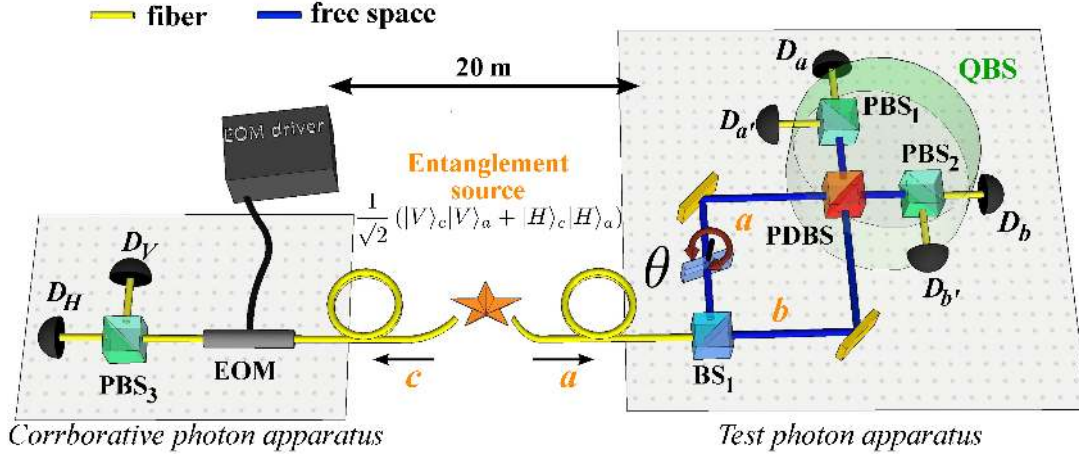 fiber
free space
20 m
D_a
QBS
PBS_1
D_a'
PBS_2
EOM driver
Entanglement
source
1/√2 (|V⟩_c|V⟩_a + |H⟩_c|H⟩_a)
a
PDBS
D_b
D_V
θ
D_b'
D_H
b
PBS_3
EOM
c
a
BS_1
Corrborative photon apparatus
Test photon apparatus